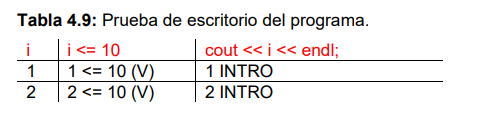 Tabla 4.9: Prueba de escritorio del programa.
i i <= 10 cout << i << endl;
1 1 <= 10 (V) 1 INTRO
2 2 <= 10 (V) 2 INTRO